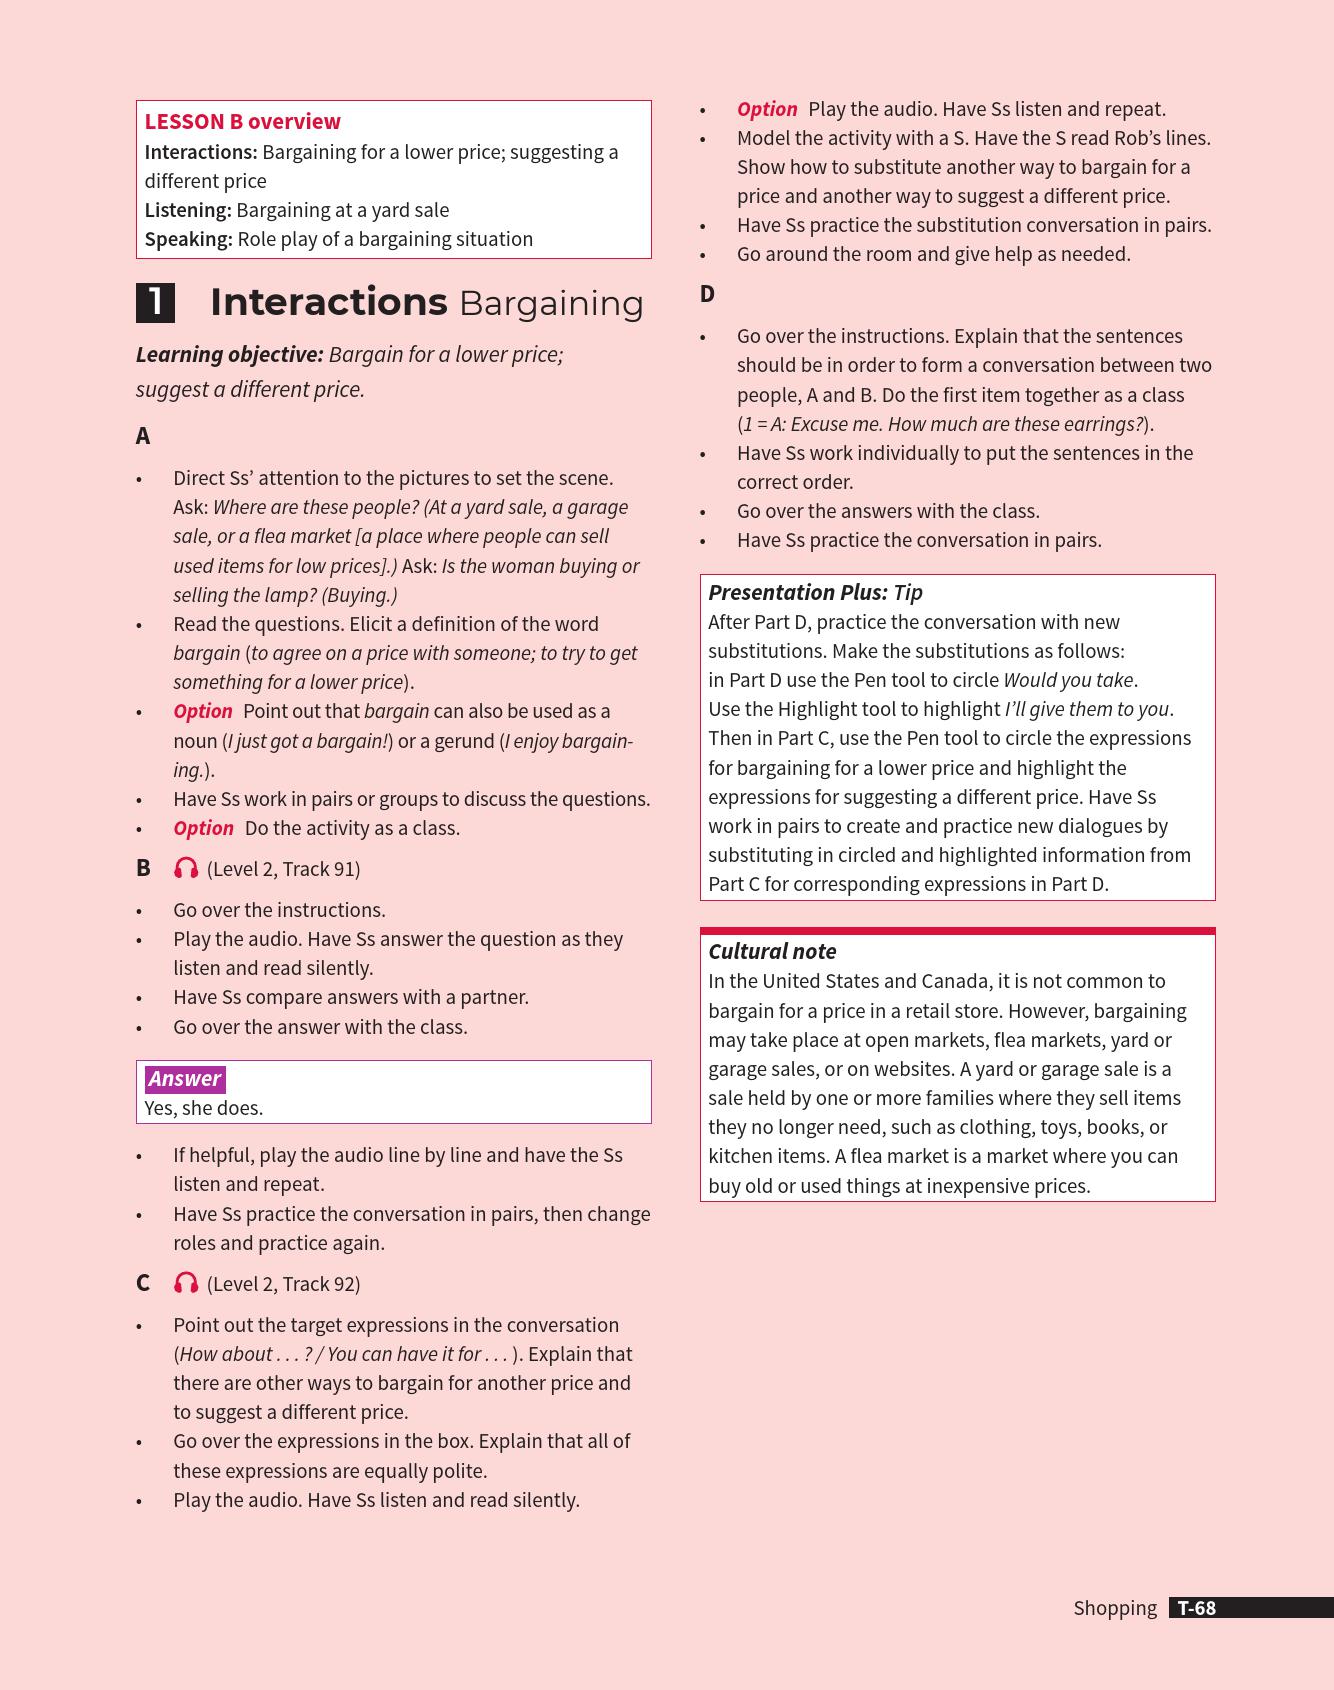 LESSON B overview
Interactions: Bargaining for a lower price; suggesting a
different price
Listening: Bargaining at a yard sale
Speaking: Role play of a bargaining situation
1 Interactions Bargaining
Learning objective: Bargain for a lower price;
suggest a different price.
A
• Direct Ss’ attention to the pictures to set the scene.
Ask: Where are these people? (At a yard sale, a garage
sale, or a flea market [a place where people can sell
used items for low prices].) Ask: Is the woman buying or
selling the lamp? (Buying.)
• Read the questions. Elicit a definition of the word
bargain (to agree on a price with someone; to try to get
something for a lower price).
• Option Point out that bargain can also be used as a
noun (I just got a bargain!) or a gerund (I enjoy bargain-
ing.).
• Have Ss work in pairs or groups to discuss the questions.
• Option Do the activity as a class.
B (Level 2, Track 91)
• Go over the instructions.
• Play the audio. Have Ss answer the question as they
listen and read silently.
• Have Ss compare answers with a partner.
• Go over the answer with the class.
Answer
Yes, she does.
• If helpful, play the audio line by line and have the Ss
listen and repeat.
• Have Ss practice the conversation in pairs, then change
roles and practice again.
C (Level 2, Track 92)
• Point out the target expressions in the conversation
(How about . . . ? / You can have it for . . . ). Explain that
there are other ways to bargain for another price and
to suggest a different price.
• Go over the expressions in the box. Explain that all of
these expressions are equally polite.
• Play the audio. Have Ss listen and read silently.
• Option Play the audio. Have Ss listen and repeat.
• Model the activity with a S. Have the S read Rob’s lines.
Show how to substitute another way to bargain for a
price and another way to suggest a different price.
• Have Ss practice the substitution conversation in pairs.
• Go around the room and give help as needed.
D
• Go over the instructions. Explain that the sentences
should be in order to form a conversation between two
people, A and B. Do the first item together as a class
(1 = A: Excuse me. How much are these earrings?).
• Have Ss work individually to put the sentences in the
correct order.
• Go over the answers with the class.
• Have Ss practice the conversation in pairs.
Presentation Plus: Tip
After Part D, practice the conversation with new
substitutions. Make the substitutions as follows:
in Part D use the Pen tool to circle Would you take.
Use the Highlight tool to highlight I’ll give them to you.
Then in Part C, use the Pen tool to circle the expressions
for bargaining for a lower price and highlight the
expressions for suggesting a different price. Have Ss
work in pairs to create and practice new dialogues by
substituting in circled and highlighted information from
Part C for corresponding expressions in Part D.
Cultural note
In the United States and Canada, it is not common to
bargain for a price in a retail store. However, bargaining
may take place at open markets, flea markets, yard or
garage sales, or on websites. A yard or garage sale is a
sale held by one or more families where they sell items
they no longer need, such as clothing, toys, books, or
kitchen items. A flea market is a market where you can
buy old or used things at inexpensive prices.
Shopping T-68